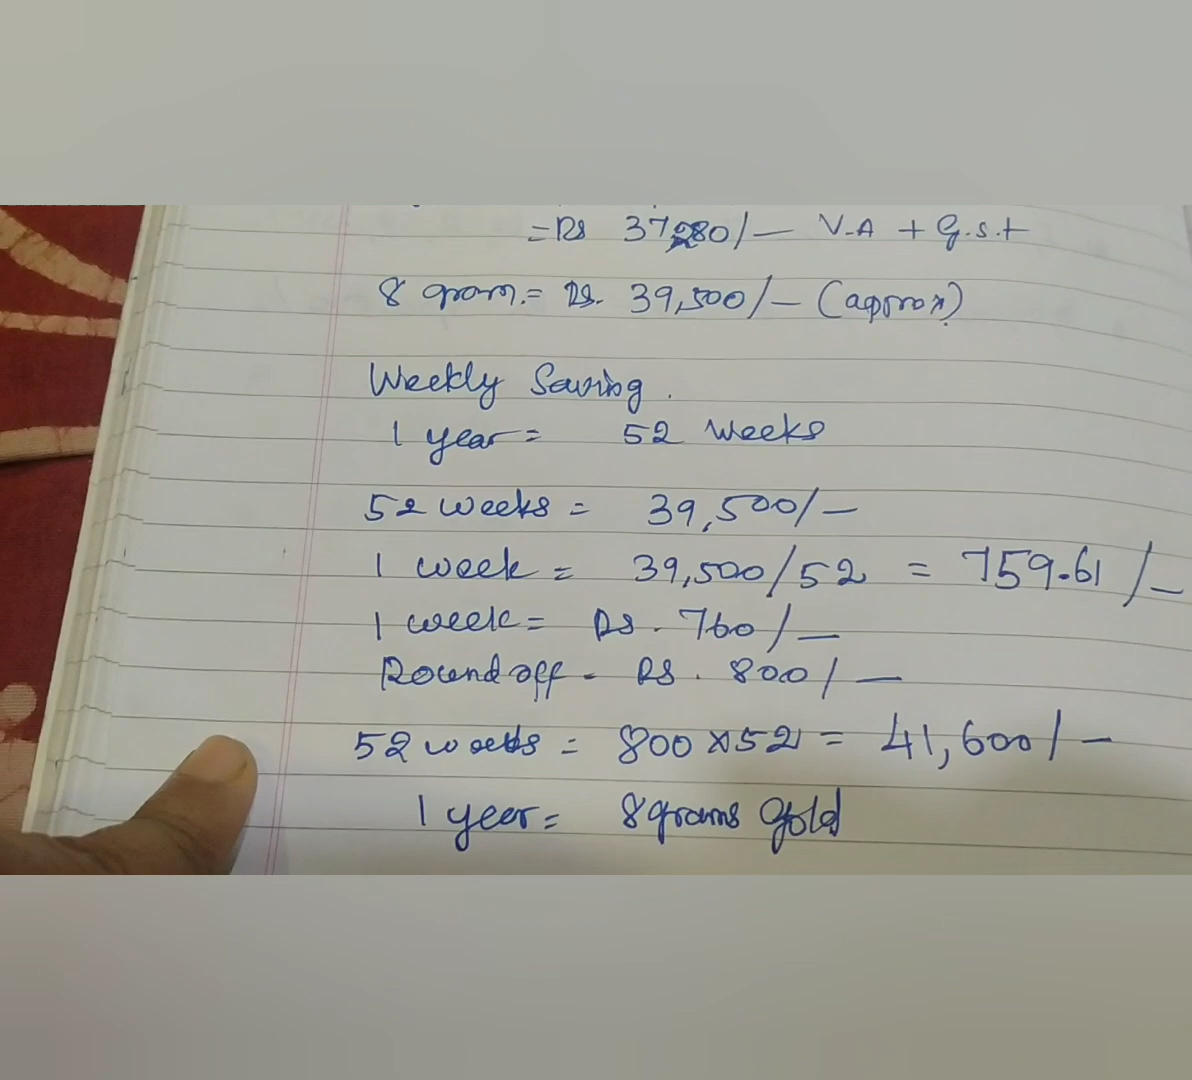 = Rs 37280/— V.A + G.s.t
8 gram. = Rs. 39,500/— (approx)
Weekly Saving.
1 year = 52 weeks
52 weeks = 39,500/—
1 week = 39,500/52 = 759.61/—
1 week = Rs. 760/—
Round off - Rs. 800/—
52 weeks = 800 x 52 = 41,600/—
1 year = 8 grams gold